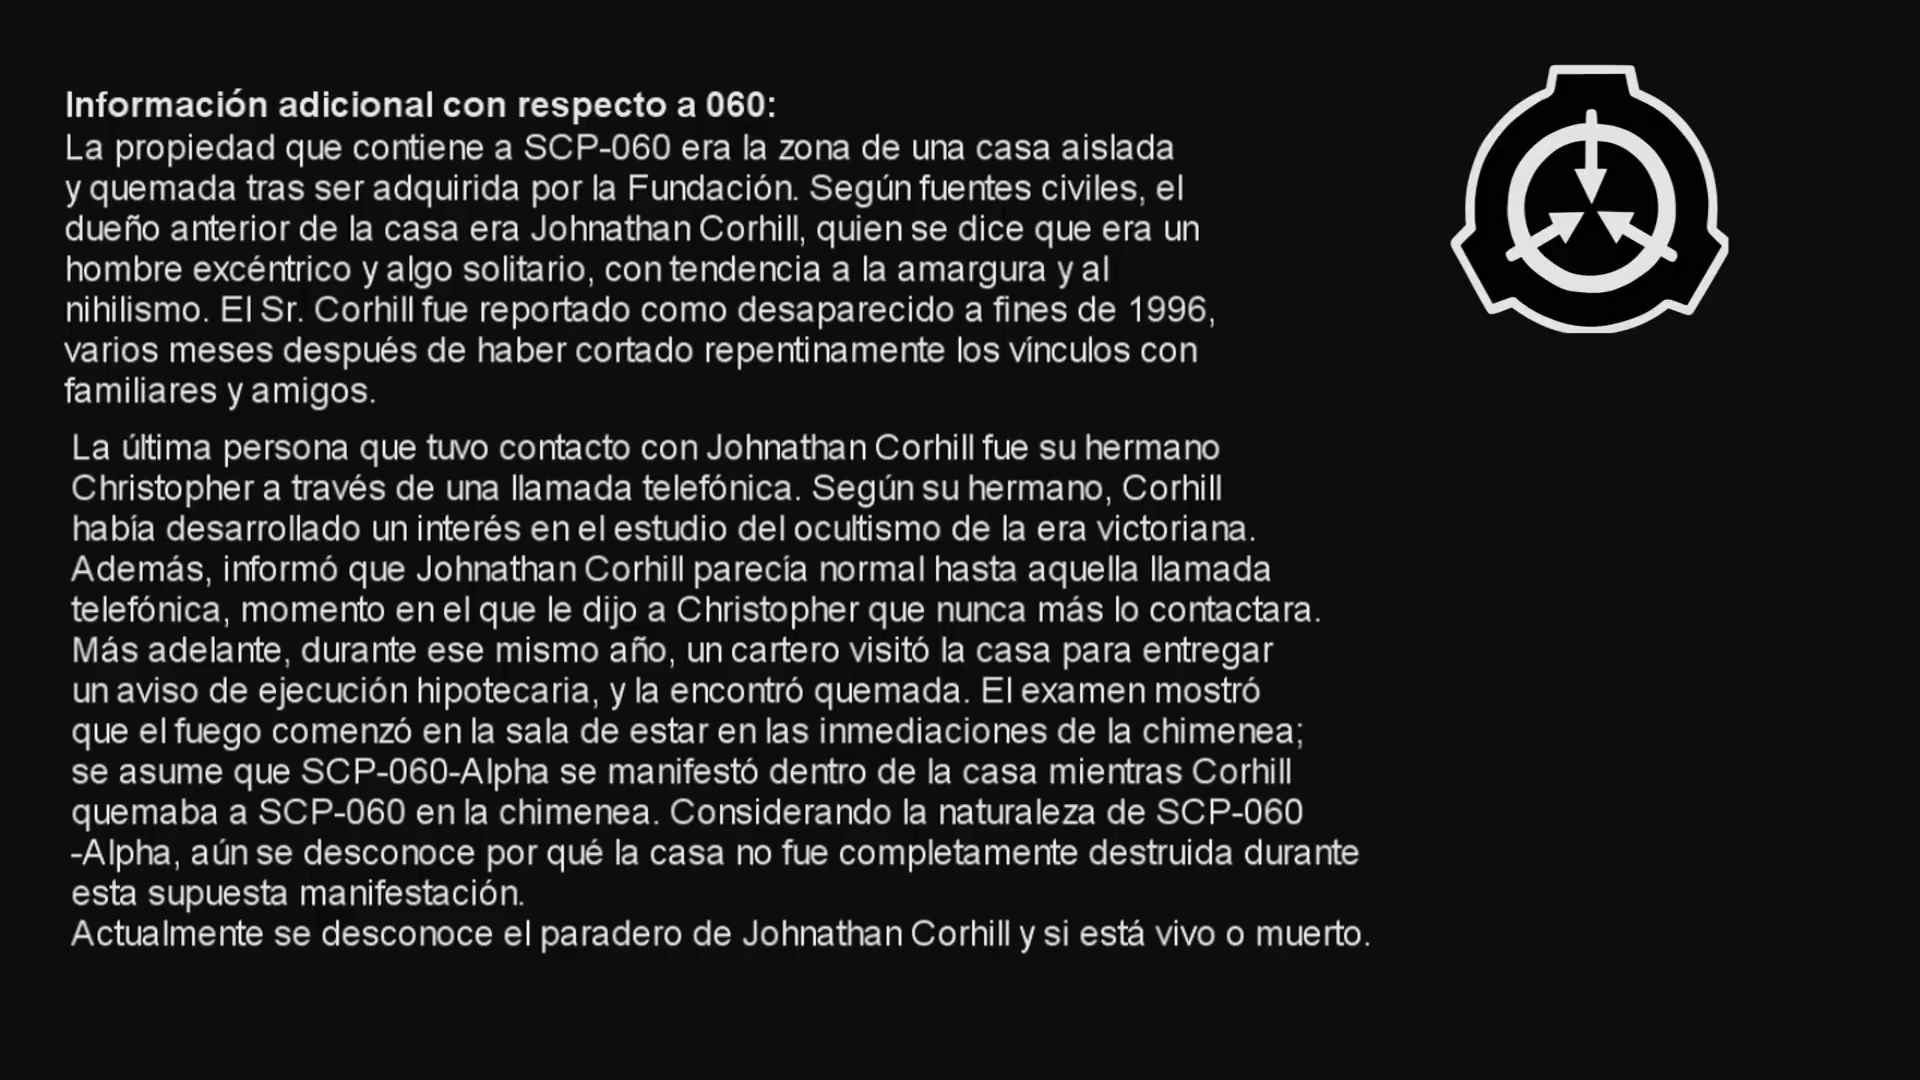 Información adicional con respecto a 060:
La propiedad que contiene a SCP-060 era la zona de una casa aislada
y quemada tras ser adquirida por la Fundación. Según fuentes civiles, el
dueño anterior de la casa era Johnathan Corhill, quien se dice que era un
hombre excéntrico y algo solitario, con tendencia a la amargura y al
nihilismo. El Sr. Corhill fue reportado como desaparecido a fines de 1996,
varios meses después de haber cortado repentinamente los vínculos con
familiares y amigos.
La última persona que tuvo contacto con Johnathan Corhill fue su hermano
Christopher a través de una llamada telefónica. Según su hermano, Corhill
había desarrollado un interés en el estudio del ocultismo de la era victoriana.
Además, informó que Johnathan Corhill parecía normal hasta aquella llamada
telefónica, momento en el que le dijo a Christopher que nunca más lo contactara.
Más adelante, durante ese mismo año, un cartero visitó la casa para entregar
un aviso de ejecución hipotecaria, y la encontró quemada. El examen mostró
que el fuego comenzó en la sala de estar en las inmediaciones de la chimenea;
se asume que SCP-060-Alpha se manifestó dentro de la casa mientras Corhill
quemaba a SCP-060 en la chimenea. Considerando la naturaleza de SCP-060
-Alpha, aún se desconoce por qué la casa no fue completamente destruida durante
esta supuesta manifestación.
Actualmente se desconoce el paradero de Johnathan Corhill y si está vivo o muerto.